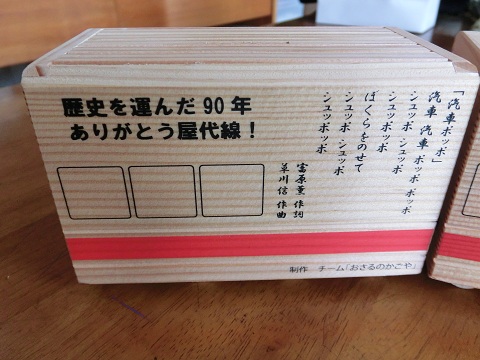 歴史を運んだ90年
ありがとう屋代線！
「汽車ポッポ」
汽車 汽車 ポッポ ポッポ
シュッポ シュッポ
シュッポッポ
ぼくらをのせて
シュッポ シュッポ
シュッポッポ
富原薫 作詞
草川信 作曲
制作 チーム「おさるのかごや」